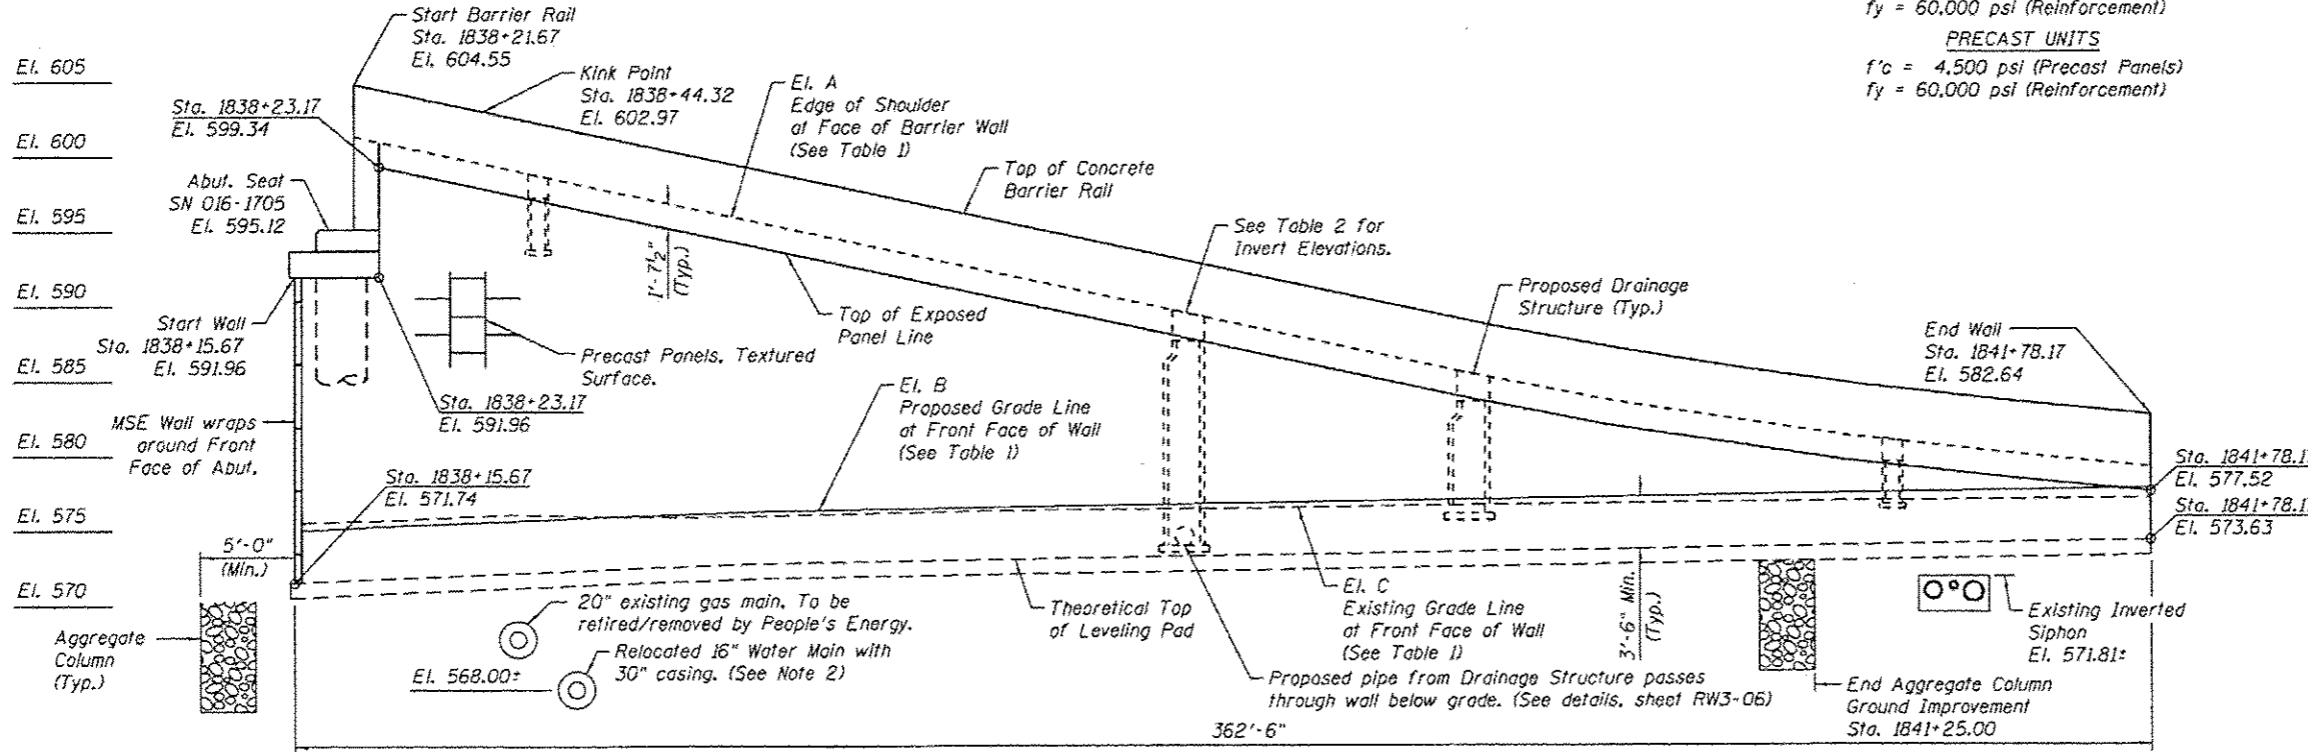 fy = 60,000 psi (Reinforcement)
PRECAST UNITS
f'c = 4,500 psi (Precast Panels)
fy = 60,000 psi (Reinforcement)
Start Barrier Rail
Sta. 1838+21.67
El. 604.55
El. 605
Kink Point
Sta. 1838+44.32
El. 602.97
El. A
Edge of Shoulder
at Face of Barrier Wall
(See Table 1)
Sta. 1838+23.17
El. 599.34
El. 600
Top of Concrete
Barrier Rail
Abut. Seat
SN 016-1705
El. 595.12
El. 595
See Table 2 for
Invert Elevations.
1'-7½"
(Typ.)
El. 590
Proposed Drainage
Structure (Typ.)
Start Wall
Sta. 1838+15.67
El. 591.96
Top of Exposed
Panel Line
End Wall
Sta. 1841+78.17
El. 582.64
El. 585
Precast Panels, Textured
Surface.
El. B
Proposed Grade Line
at Front Face of Wall
(See Table 1)
Sta. 1838+23.17
El. 591.96
MSE Wall wraps
around Front
Face of Abut.
El. 580
Sta. 1838+15.67
El. 571.74
Sta. 1841+78.17
El. 577.52
El. 575
Sta. 1841+78.17
El. 573.63
5'-0"
(Min.)
El. 570
20" existing gas main. To be
retired/removed by People's Energy.
Theoretical Top
of Leveling Pad
El. C
Existing Grade Line
at Front Face of Wall
(See Table 1)
3'-6" Min.
(Typ.)
Existing Inverted
Siphon
El. 571.81±
Aggregate
Column
(Typ.)
Relocated 16" Water Main with
30" casing. (See Note 2)
El. 568.00±
Proposed pipe from Drainage Structure passes
through wall below grade. (See details, sheet RW3-06)
End Aggregate Column
Ground Improvement
Sta. 1841+25.00
362'-6"